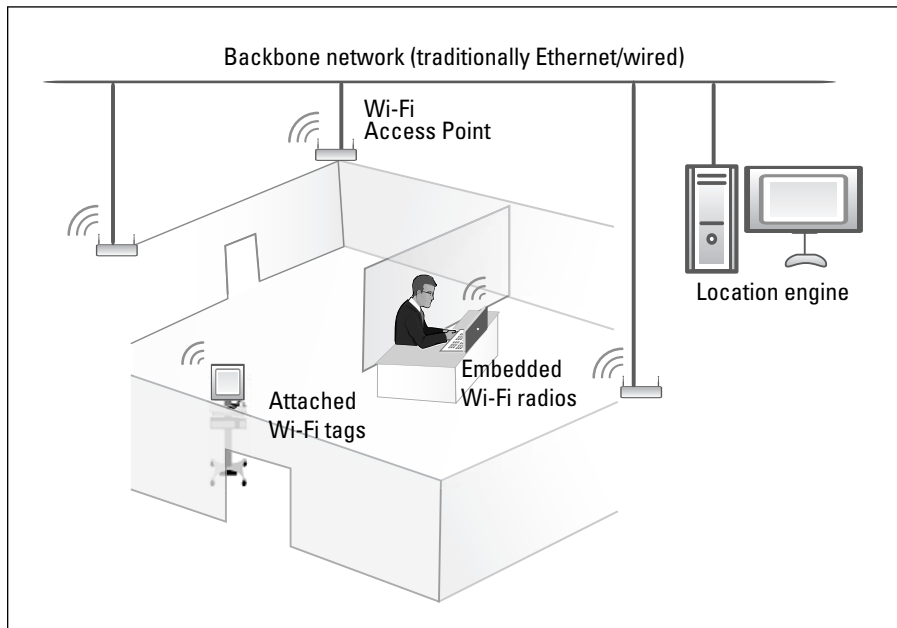 Backbone network (traditionally Ethernet/wired)
Wi-Fi
Access Point
Location engine
Embedded
Wi-Fi radios
Attached
Wi-Fi tags